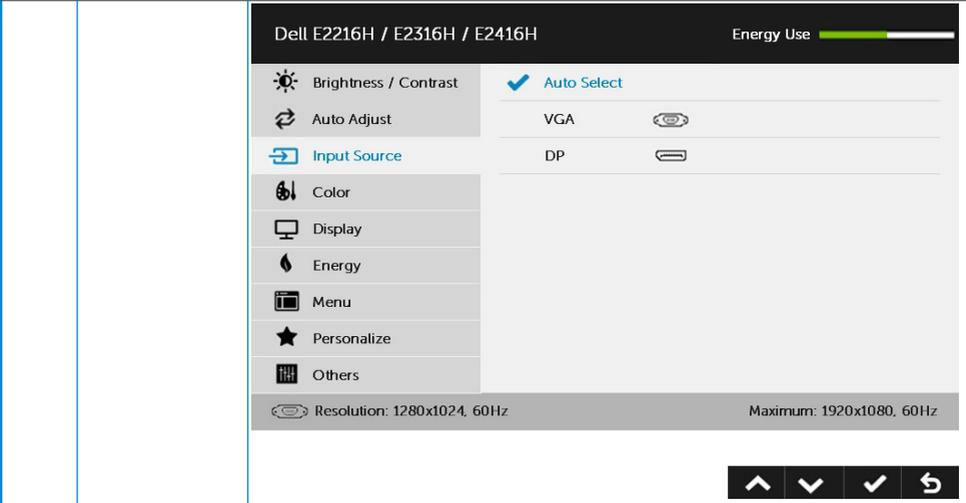 Dell E2216H / E2316H / E2416H
Energy Use
Brightness / Contrast
Auto Adjust
Input Source
Color
Display
Energy
Menu
Personalize
Others
Auto Select
VGA
DP
Resolution: 1280x1024, 60Hz
Maximum: 1920x1080, 60Hz